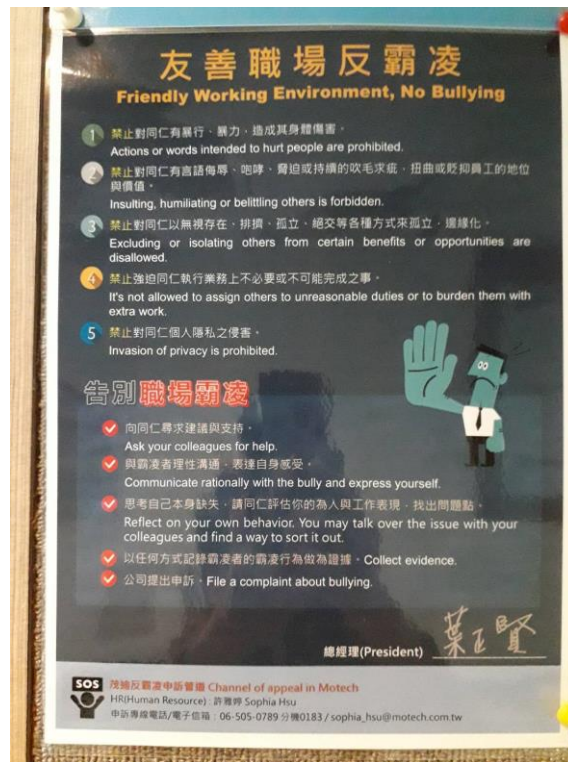 友善職場反霸凌
Friendly Working Environment, No Bullying
1 禁止對同仁有暴行、暴力，造成其身體傷害。
Actions or words intended to hurt people are prohibited.
2 禁止對同仁有言語侮辱、咆哮、脅迫或持續的吹毛求疵，扭曲或貶抑員工的地位
與價值。
Insulting, humiliating or belittling others is forbidden.
3 禁止對同仁以無視存在、排擠、孤立、絕交等各種方式來孤立、邊緣化。
Excluding or isolating others from certain benefits or opportunities are
disallowed.
4 禁止強迫同仁執行業務上不必要或不可能完成之事。
It's not allowed to assign others to unreasonable duties or to burden them with
extra work.
5 禁止對同仁個人隱私之侵害。
Invasion of privacy is prohibited.
告別職場霸凌
向同仁尋求建議與支持。
Ask your colleagues for help.
與霸凌者理性溝通，表達自身感受。
Communicate rationally with the bully and express yourself.
思考自己本身缺失，請同仁評估你的為人與工作表現，找出問題點。
Reflect on your own behavior. You may talk over the issue with your
colleagues and find a way to sort it out.
以任何方式記錄霸凌者的霸凌行為做為證據。Collect evidence.
公司提出申訴。File a complaint about bullying.
總經理(President) 葉正賢
SOS 茂迪反霸凌申訴管道 Channel of appeal in Motech
HR(Human Resource) : 許雅婷 Sophia Hsu
申訴專線電話/電子信箱 : 06-505-0789 分機0183 / sophia_hsu@motech.com.tw